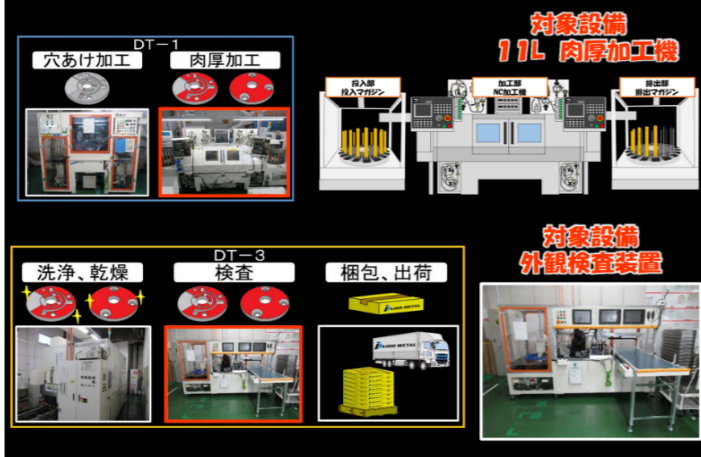 対象設備
11L 肉厚加工機
DT－1
穴あけ加工
肉厚加工
投入部
投入マガジン
加工部
NC加工機
排出部
排出マガジン
対象設備
外観検査装置
DT－3
洗浄、乾燥
検査
梱包、出荷